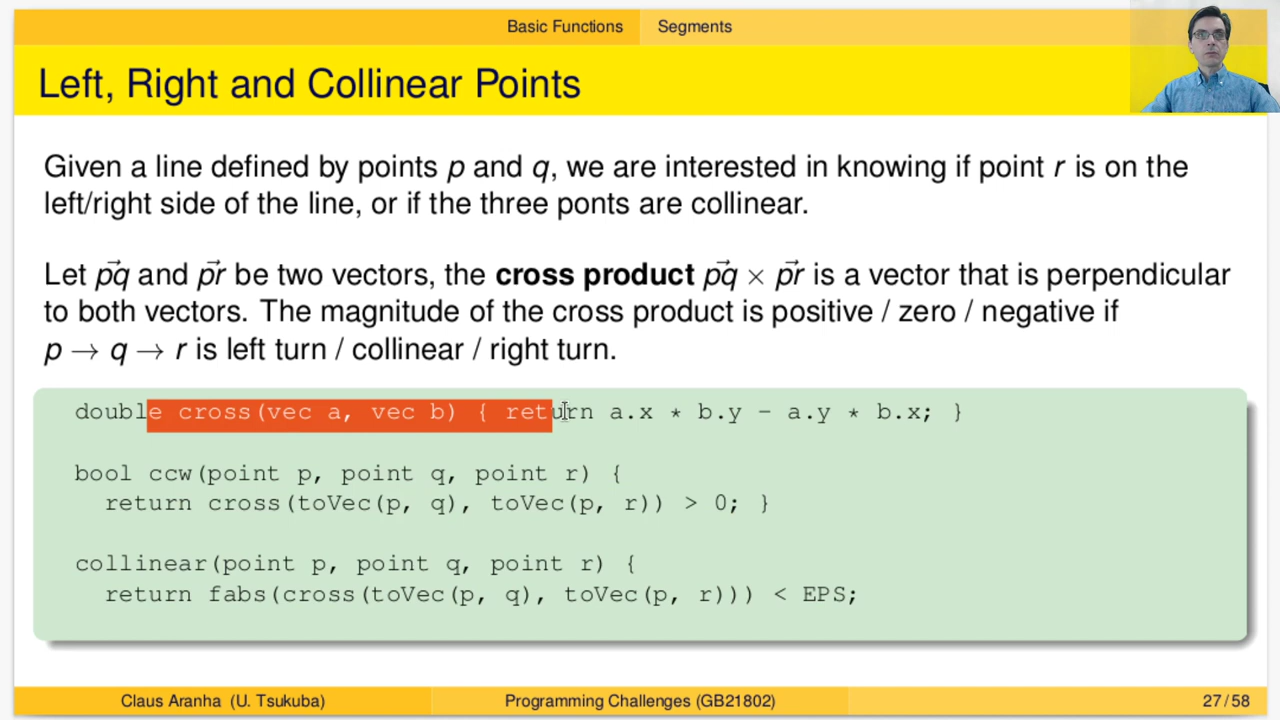 Basic Functions Segments
Left, Right and Collinear Points
Given a line defined by points p and q, we are interested in knowing if point r is on the
left/right side of the line, or if the three ponts are collinear.
Let p⃗q and p⃗r be two vectors, the cross product p⃗q × p⃗r is a vector that is perpendicular
to both vectors. The magnitude of the cross product is positive / zero / negative if
p → q → r is left turn / collinear / right turn.
double cross(vec a, vec b) { return a.x * b.y - a.y * b.x; }
bool ccw(point p, point q, point r) {
return cross(toVec(p, q), toVec(p, r)) > 0; }
collinear(point p, point q, point r) {
return fabs(cross(toVec(p, q), toVec(p, r))) < EPS;
Claus Aranha (U. Tsukuba) Programming Challenges (GB21802) 27 / 58